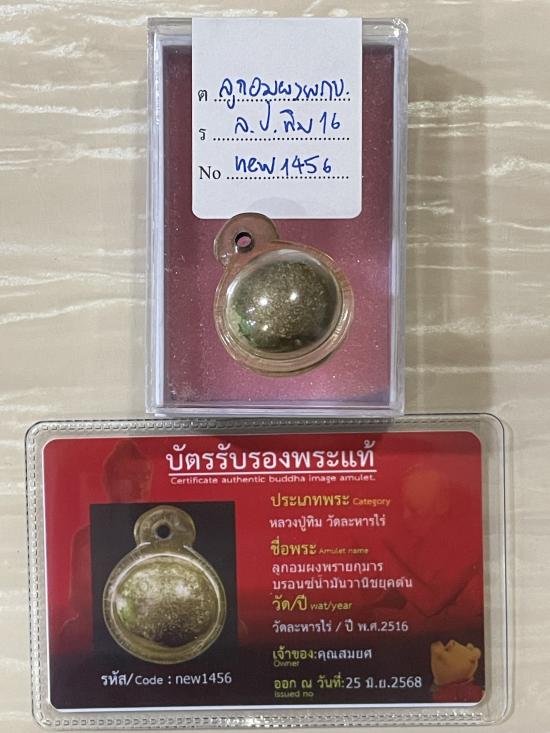 ต ลูกอมผงพกบ.
ร ล.ป.ทิม 16
No new 1456
บัตรรับรองพระแท้
Certificate authentic buddha image amulet.
ประเภทพระ Category
หลวงปู่ทิม วัดละหารไร่
ชื่อพระ Amulet name
ลูกอมผงพรายกุมาร
บรอนซ์น้ำมันวานิชยุคต้น
วัด/ปี wat/year
วัดละหารไร่ / ปี พ.ศ.2516
เจ้าของ:คุณสมยศ
Owner
ออก ณ วันที่:25 มิ.ย.2568
issued no
รหัส/Code : new1456